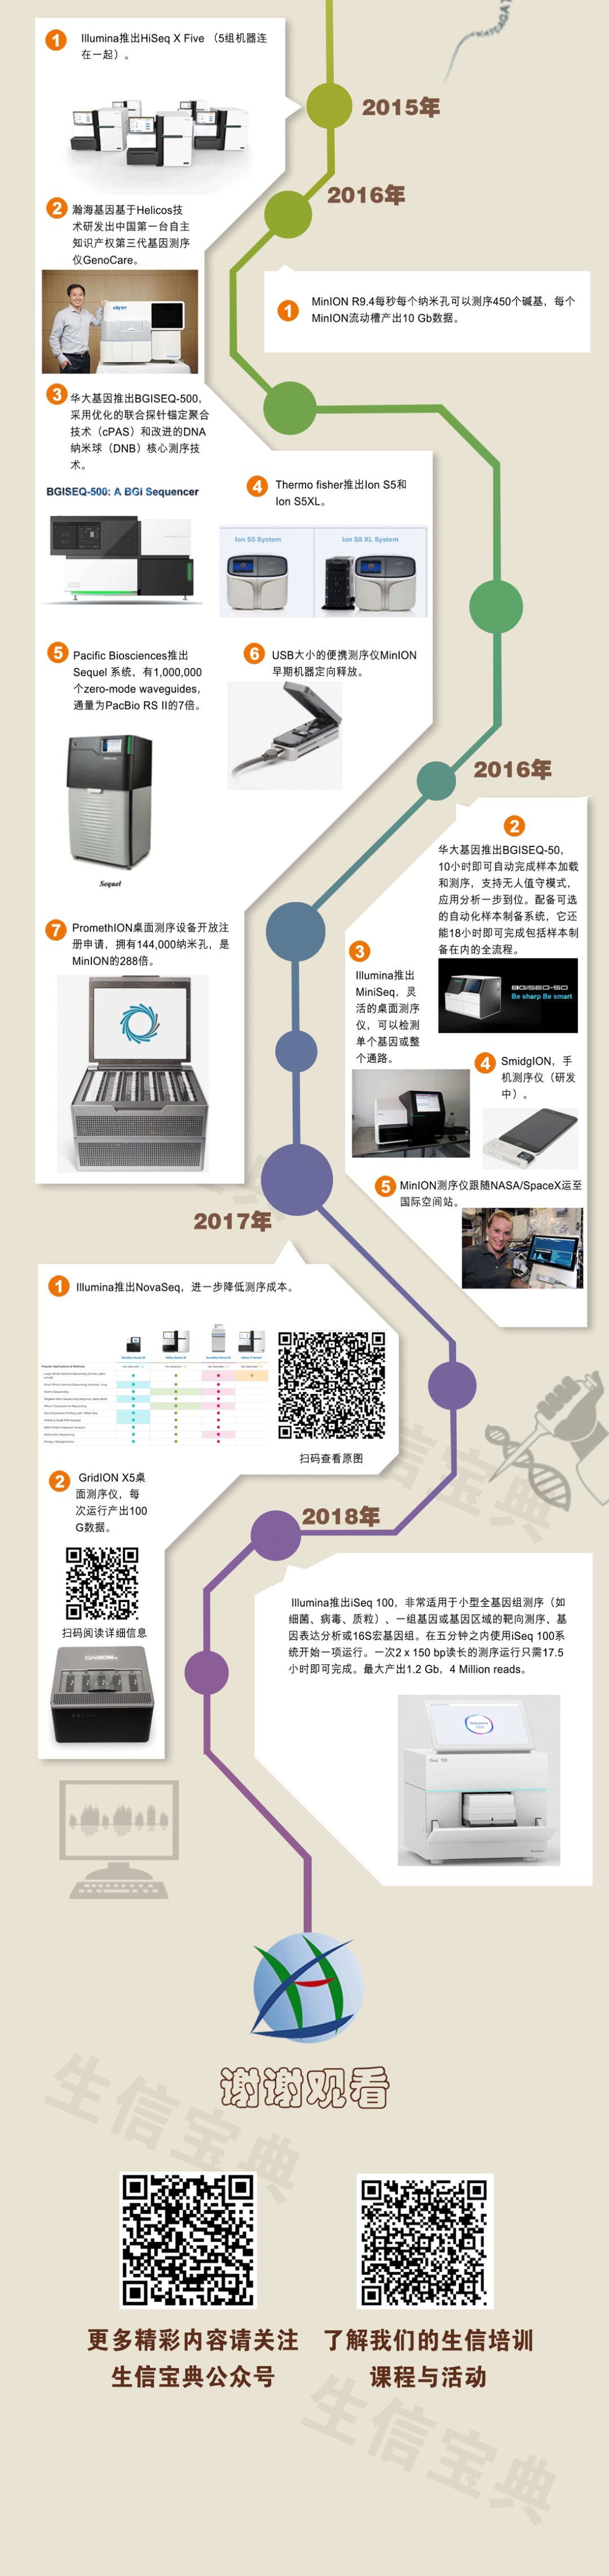 1
Illumina推出HiSeq X Five （5组机器连
在一起）。
2015年
2016年
2
瀚海基因基于Helicos技
术研发出中国第一台自主
知识产权第三代基因测序
仪GenoCare。
1
MinION R9.4每秒每个纳米孔可以测序450个碱基，每个
MinION流动槽产出10 Gb数据。
3
华大基因推出BGISEQ-500，
采用优化的联合探针锚定聚合
技术（cPAS）和改进的DNA
纳米球（DNB）核心测序技
术。
BGISEQ-500: A BGI Sequencer
4
Thermo fisher推出Ion S5和
Ion S5XL。
Ion S5 System
Ion S5 XL System
5
Pacific Biosciences推出
Sequel 系统，有1,000,000
个zero-mode waveguides，
通量为PacBio RS II的7倍。
Sequel
6
USB大小的便携测序仪MinION
早期机器定向释放。
2016年
2
华大基因推出BGISEQ-50，
10小时即可自动完成样本加载
和测序，支持无人值守模式，
应用分析一步到位。配备可选
的自动化样本制备系统，它还
能18小时即可完成包括样本制
备在内的全流程。
BGISEQ-50
Be sharp Be smart
7
PromethION桌面测序设备开放注
册申请，拥有144,000纳米孔，是
MinION的288倍。
3
Illumina推出
MiniSeq，灵
活的桌面测序
仪，可以检测
单个基因或整
个通路。
4
SmidgION，手
机测序仪（研发
中）。
5
MinION测序仪跟随NASA/SpaceX运至
国际空间站。
2017年
1
Illumina推出NovaSeq，进一步降低测序成本。
扫码查看原图
2
GridION X5桌
面测序仪，每
次运行产出100
G数据。
扫码阅读详细信息
GridION
2018年
Illumina推出iSeq 100，非常适用于小型全基因组测序（如
细菌、病毒、质粒）、一组基因或基因区域的靶向测序、基
因表达分析或16S宏基因组。在五分钟之内使用iSeq 100系
统开始一项运行。一次2 x 150 bp读长的测序运行只需17.5
小时即可完成。最大产出1.2 Gb，4 Million reads。
谢谢观看
生信宝典
更多精彩内容请关注
生信宝典公众号
了解我们的生信培训
课程与活动
生信宝典